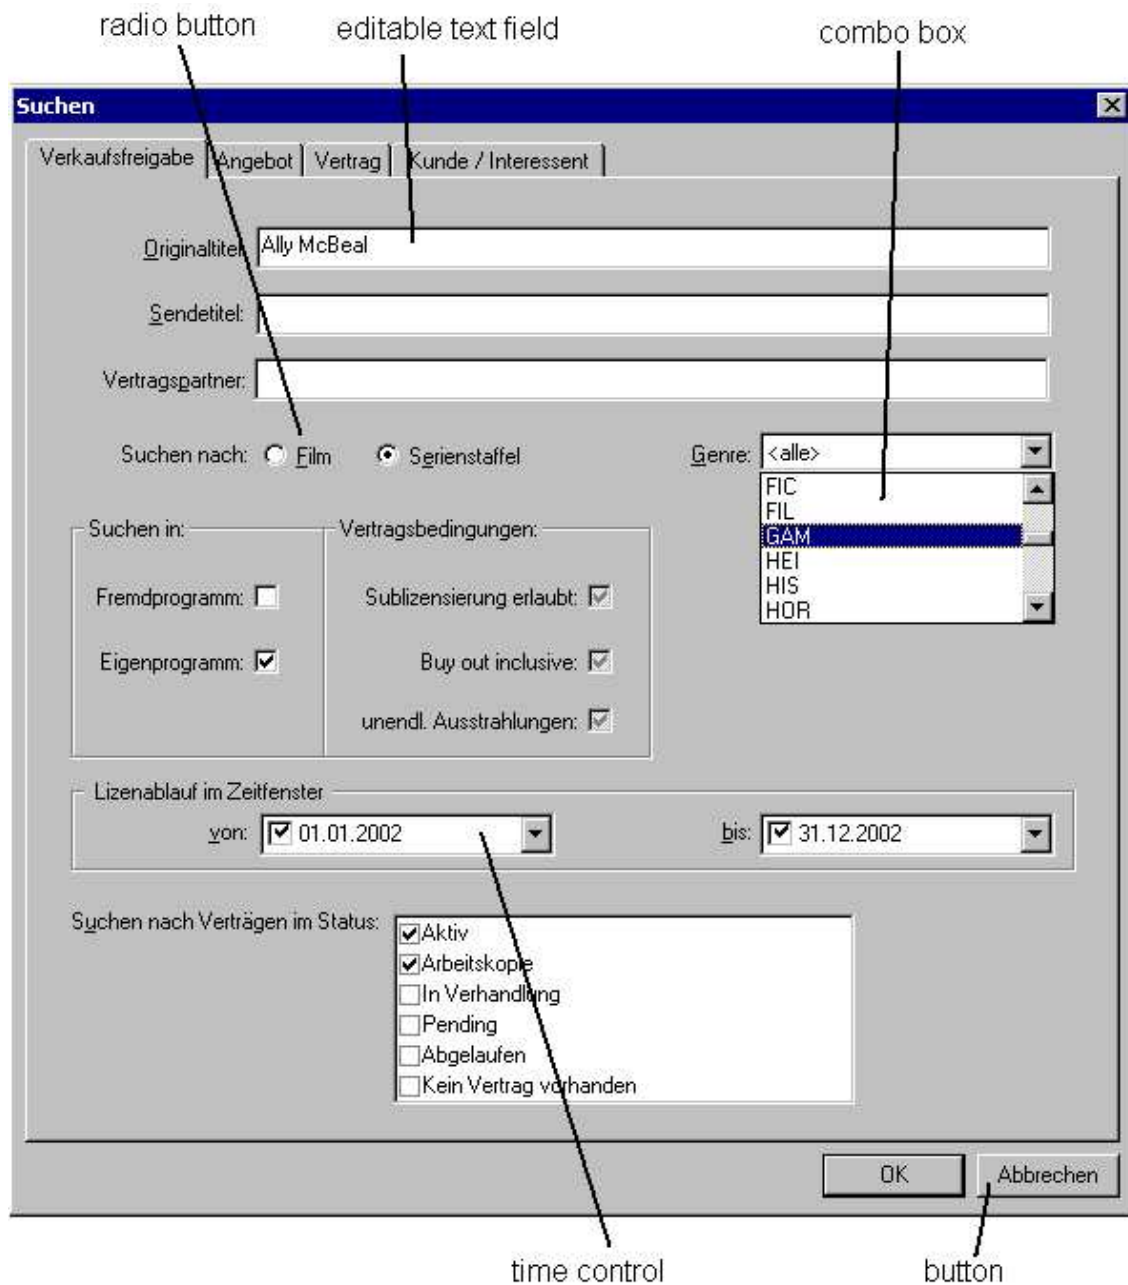 radio button editable text field combo box
Suchen
Verkaufsfreigabe Angebot Vertrag Kunde / Interessent
Originaltitel: Ally McBeal
Sendetitel:
Vertragspartner:
Suchen nach: Film Serienstaffel Genre: <alle>
FIC
FIL
GAM
HEI
HIS
HOR
Suchen in: Vertragsbedingungen:
Fremdprogramm: Sublizensierung erlaubt:
Eigenprogramm: Buy out inclusive:
unendl. Ausstrahlungen:
Lizenablauf im Zeitfenster
von: 01.01.2002 bis: 31.12.2002
Suchen nach Verträgen im Status:
Aktiv
Arbeitskopie
In Verhandlung
Pending
Abgelaufen
Kein Vertrag vorhanden
OK Abbrechen
time control button